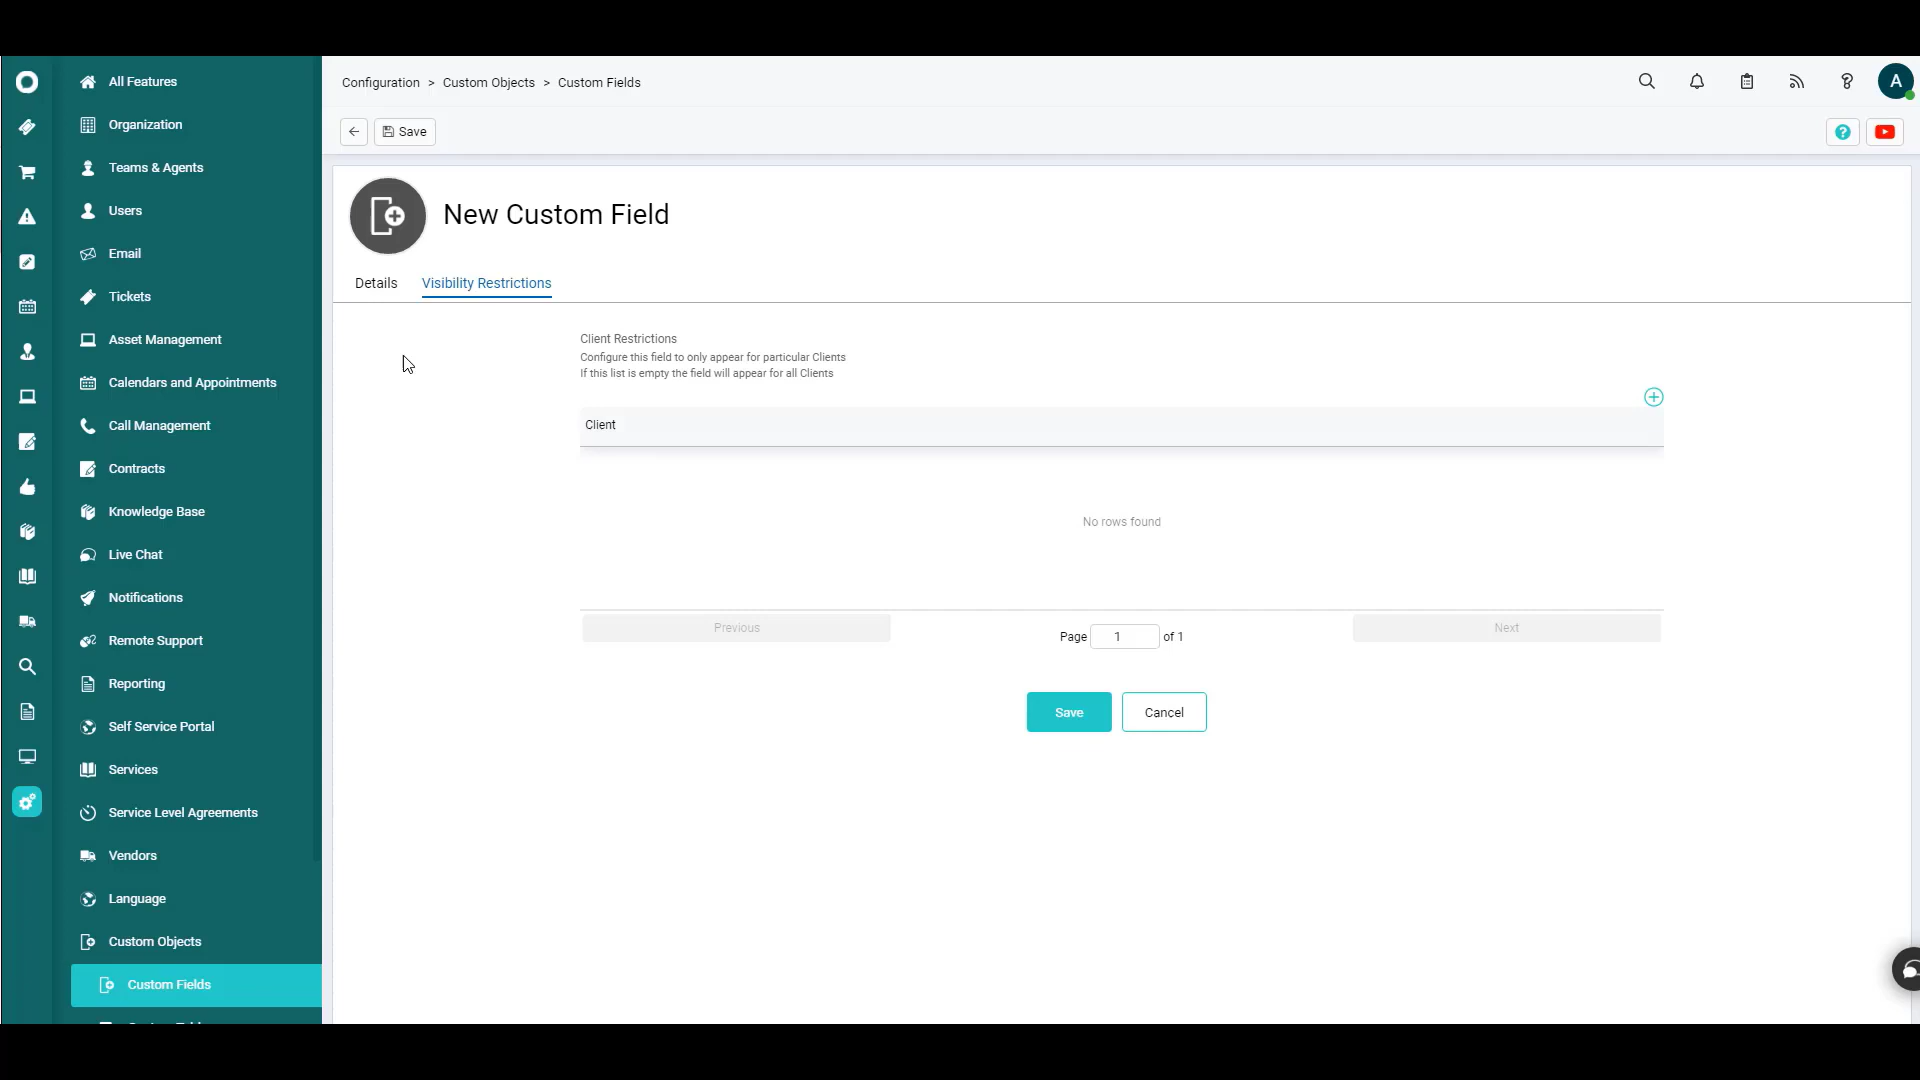 All Features
Organization
Teams & Agents
Users
Email
Tickets
Asset Management
Calendars and Appointments
Call Management
Contracts
Knowledge Base
Live Chat
Notifications
Remote Support
Reporting
Self Service Portal
Services
Service Level Agreements
Vendors
Language
Custom Objects
Custom Fields
Configuration > Custom Objects > Custom Fields
A
Save
New Custom Field
Details Visibility Restrictions
Client Restrictions
Configure this field to only appear for particular Clients
If this list is empty the field will appear for all Clients
Client
No rows found
Previous Page 1 of 1 Next
Save Cancel